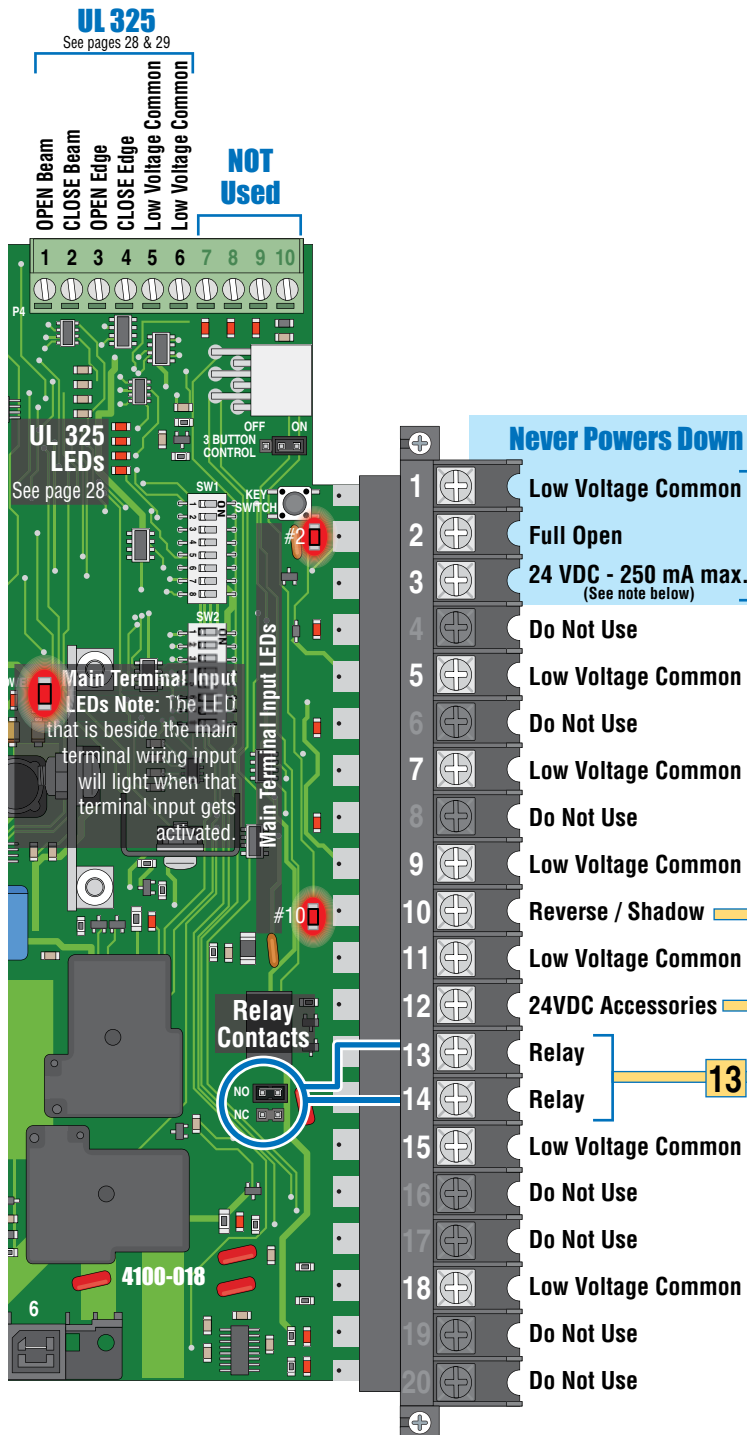 UL 325
See pages 28 & 29
OPEN Beam
CLOSE Beam
OPEN Edge
CLOSE Edge
Low Voltage Common
Low Voltage Common
NOT
Used
1 2 3 4 5 6 7 8 9 10
P4
UL 325
LEDs
See page 28
OFF ON
3 BUTTON
CONTROL
SW1
ON
1 2 3 4 5 6 7 8
KEY
SWITCH
#2
SW2
ON
Main Terminal Input LEDs
Main Terminal Input
LEDs Note: The LED
that is beside the main
terminal wiring input
will light when that
terminal input gets
activated.
#10
Relay
Contacts
NO
NC
4100-018
6
Never Powers Down
1 Low Voltage Common
2 Full Open
3 24 VDC - 250 mA max.
(See note below)
4 Do Not Use
5 Low Voltage Common
6 Do Not Use
7 Low Voltage Common
8 Do Not Use
9 Low Voltage Common
10 Reverse / Shadow
11 Low Voltage Common
12 24VDC Accessories
13 Relay
13
14 Relay
15 Low Voltage Common
16 Do Not Use
17 Do Not Use
18 Low Voltage Common
19 Do Not Use
20 Do Not Use